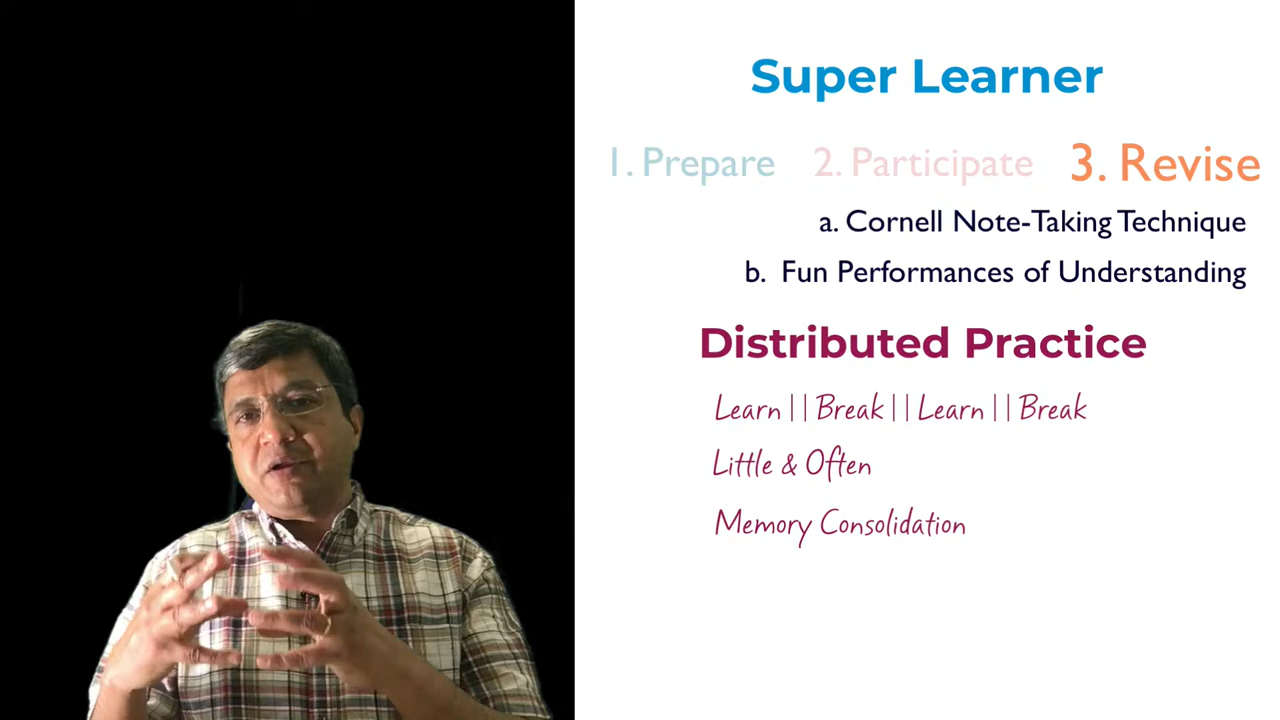 Super Learner
1. Prepare 2. Participate 3. Revise
a. Cornell Note-Taking Technique
b. Fun Performances of Understanding
Distributed Practice
Learn || Break || Learn || Break
Little & Often
Memory Consolidation